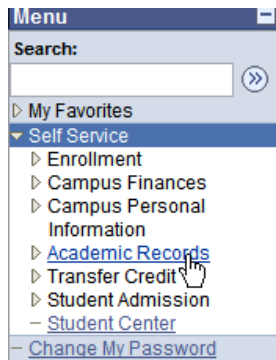 Menu
Search:
My Favorites
Self Service
Enrollment
Campus Finances
Campus Personal
Information
Academic Records
Transfer Credit
Student Admission
Student Center
Change My Password